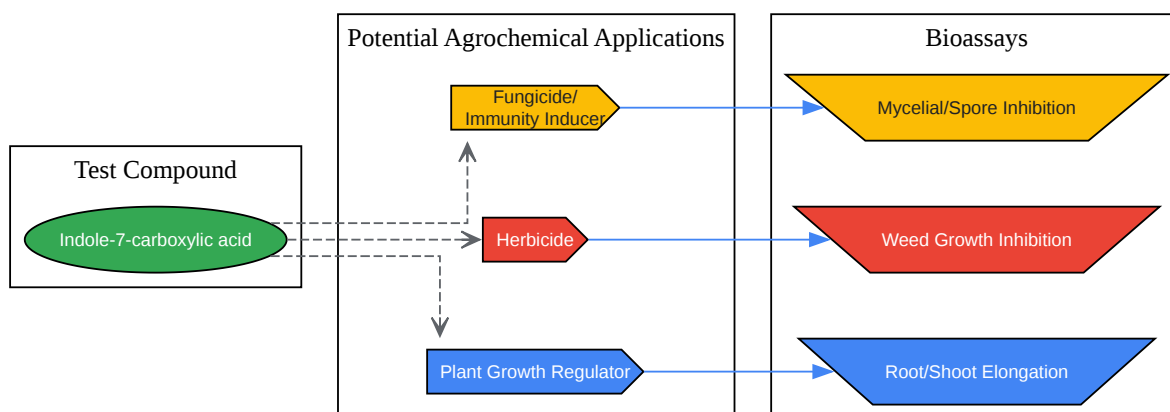 Test Compound
Indole-7-carboxylic acid
Potential Agrochemical Applications
Fungicide/
Immunity Inducer
Herbicide
Plant Growth Regulator
Bioassays
Mycelial/Spore Inhibition
Weed Growth Inhibition
Root/Shoot Elongation